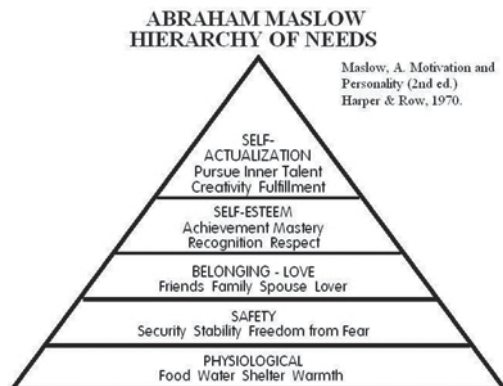 ABRAHAM MASLOW
HIERARCHY OF NEEDS
Maslow, A. Motivation and
Personality (2nd ed.)
Harper & Row, 1970.
SELF-
ACTUALIZATION
Pursue Inner Talent
Creativity Fulfillment
SELF-ESTEEM
Achievement Mastery
Recognition Respect
BELONGING - LOVE
Friends Family Spouse Lover
SAFETY
Security Stability Freedom from Fear
PHYSIOLOGICAL
Food Water Shelter Warmth